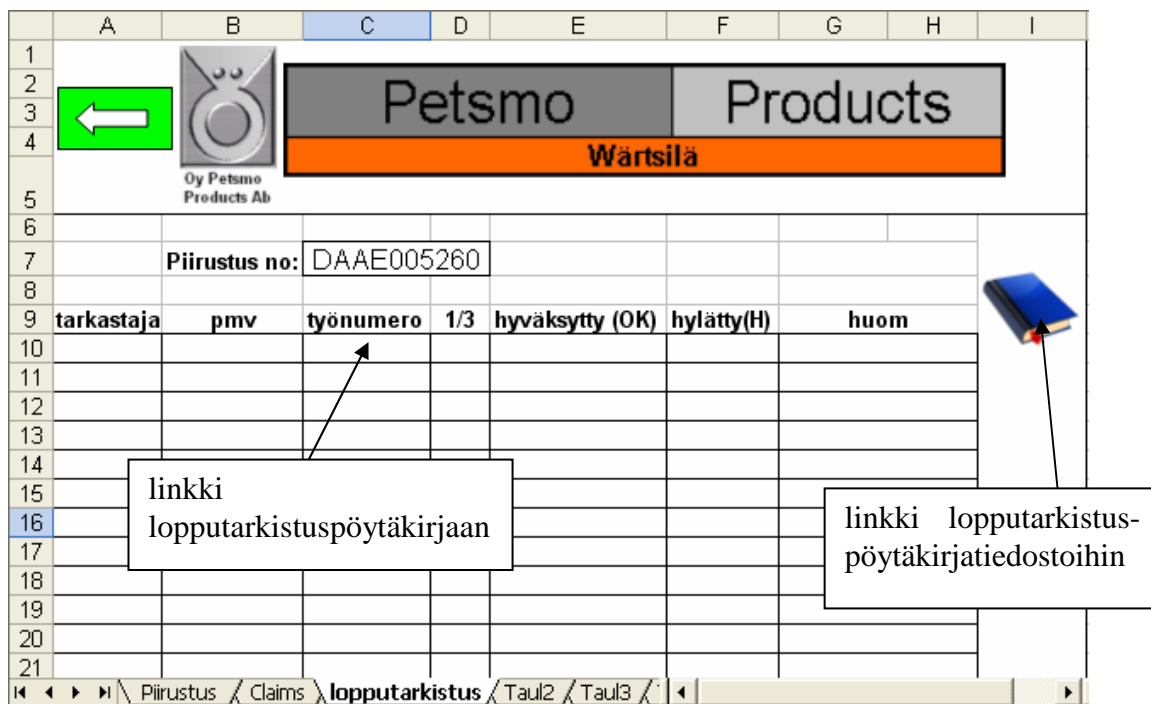 A B C D E F G H I
1
2
3
4
5
6
7
8
9
10
11
12
13
14
15
16
17
18
19
20
21
Petsmo Products
Wärtsilä
Oy Petsmo
Products Ab
Piirustus no: DAAE005260
tarkastaja pmv työnumero 1/3 hyväksytty (OK) hylätty(H) huom
linkki
lopputarkistuspöytäkirjaan
linkki lopputarkistus-
pöytäkirjatiedostoihin
Piirustus Claims lopputarkistus Taul2 Taul3